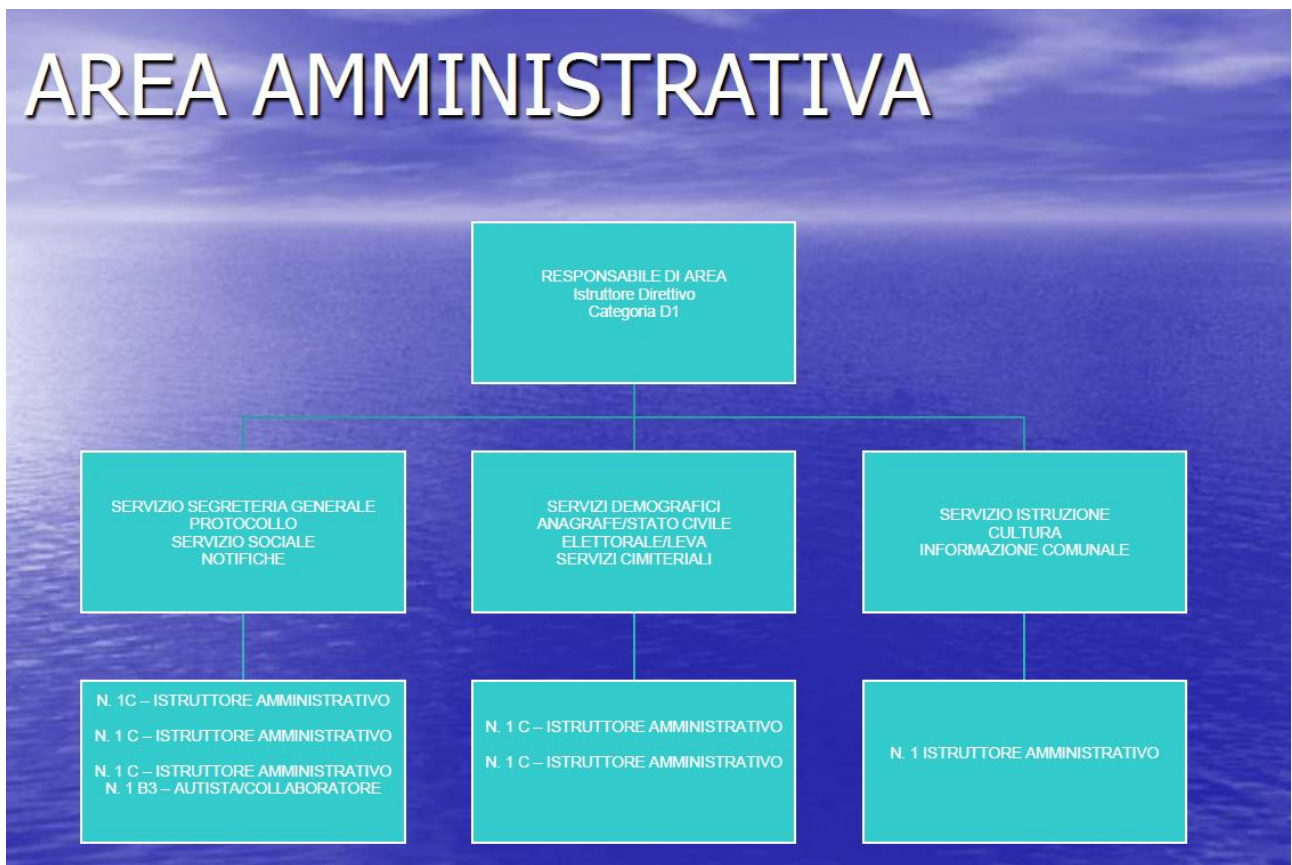 AREA AMMINISTRATIVA
RESPONSABILE DI AREA
Istruttore Direttivo
Categoria D1
SERVIZIO SEGRETERIA GENERALE
PROTOCOLLO
SERVIZIO SOCIALE
NOTIFICHE
SERVIZI DEMOGRAFICI
ANAGRAFE/STATO CIVILE
ELETTORALE/LEVA
SERVIZI CIMITERIALI
SERVIZIO ISTRUZIONE
CULTURA
INFORMAZIONE COMUNALE
N. 1C – ISTRUTTORE AMMINISTRATIVO
N. 1 C – ISTRUTTORE AMMINISTRATIVO
N. 1 C – ISTRUTTORE AMMINISTRATIVO
N. 1 B3 – AUTISTA/COLLABORATORE
N. 1 C – ISTRUTTORE AMMINISTRATIVO
N. 1 C – ISTRUTTORE AMMINISTRATIVO
N. 1 ISTRUTTORE AMMINISTRATIVO